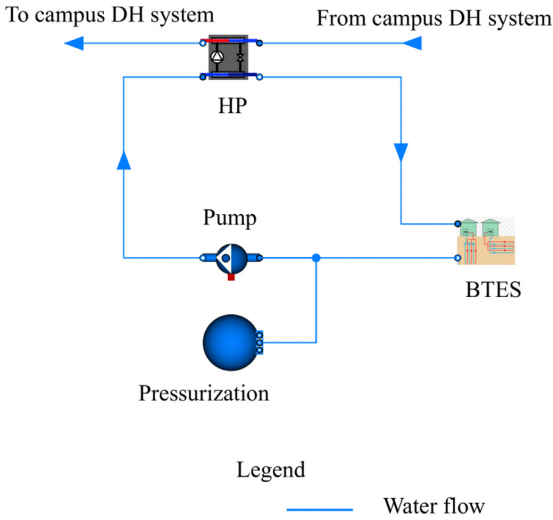 To campus DH system
From campus DH system
HP
Pump
BTES
Pressurization
Legend
Water flow